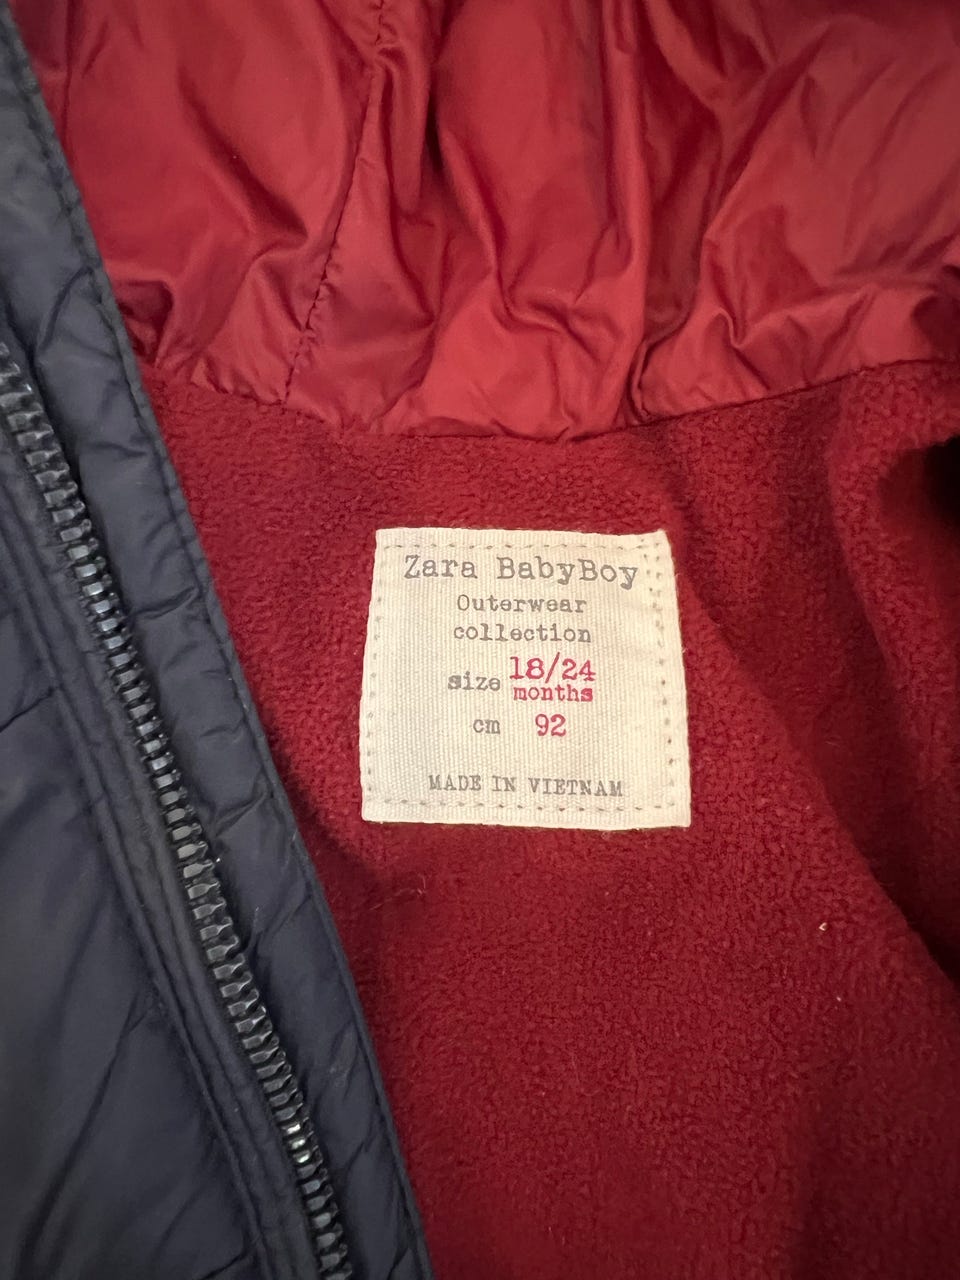 Zara BabyBoy
Outerwear
collection
size 18/24
months
cm 92
MADE IN VIETNAM